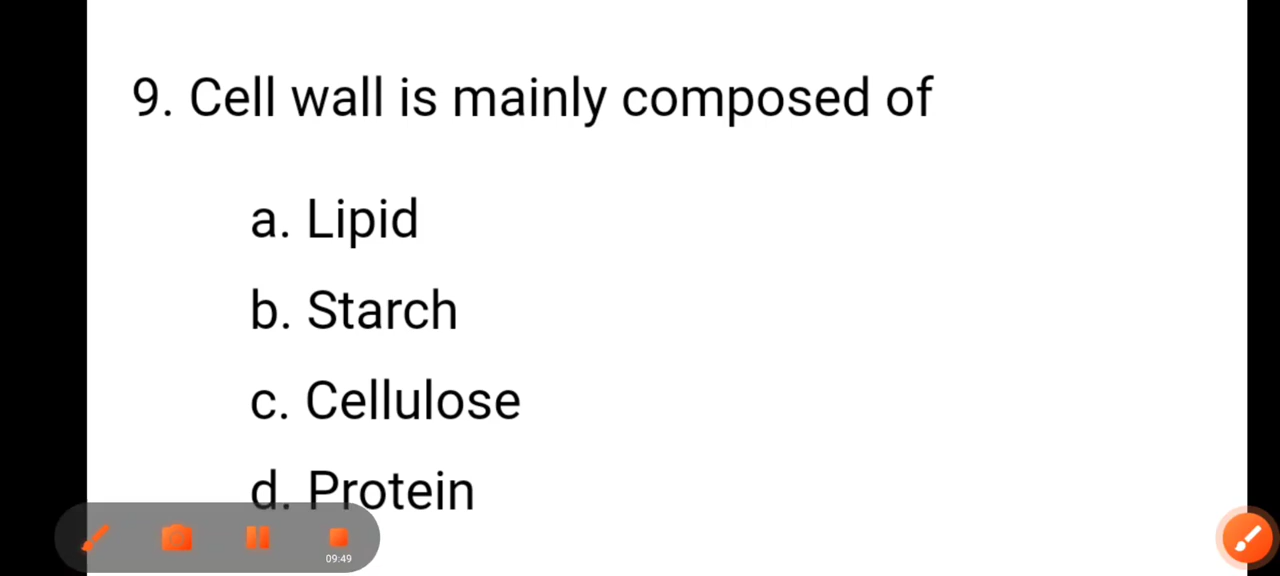 9. Cell wall is mainly composed of
a. Lipid
b. Starch
c. Cellulose
d. Protein
09:49